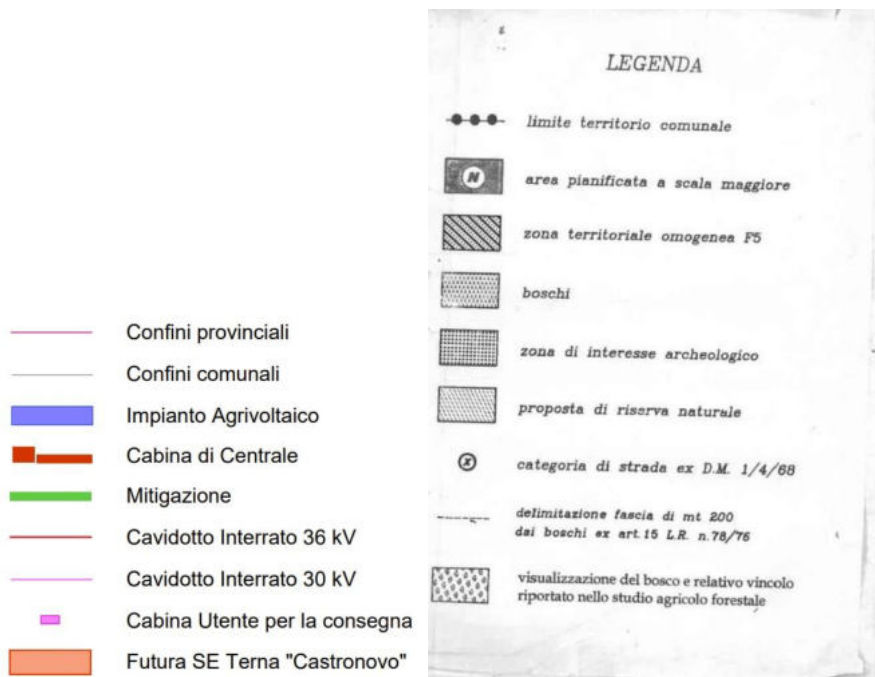 Confini provinciali
Confini comunali
Impianto Agrivoltaico
Cabina di Centrale
Mitigazione
Cavidotto Interrato 36 kV
Cavidotto Interrato 30 kV
Cabina Utente per la consegna
Futura SE Terna "Castronovo"
LEGENDA
limite territorio comunale
N
area pianificata a scala maggiore
zona territoriale omogenea F5
boschi
zona di interesse archeologico
proposta di riserva naturale
x
categoria di strada ex D.M. 1/4/68
delimitazione fascia di mt 200
dai boschi ex art.15 L.R. n.78/76
visualizzazione del bosco e relativo vincolo
riportato nello studio agricolo forestale